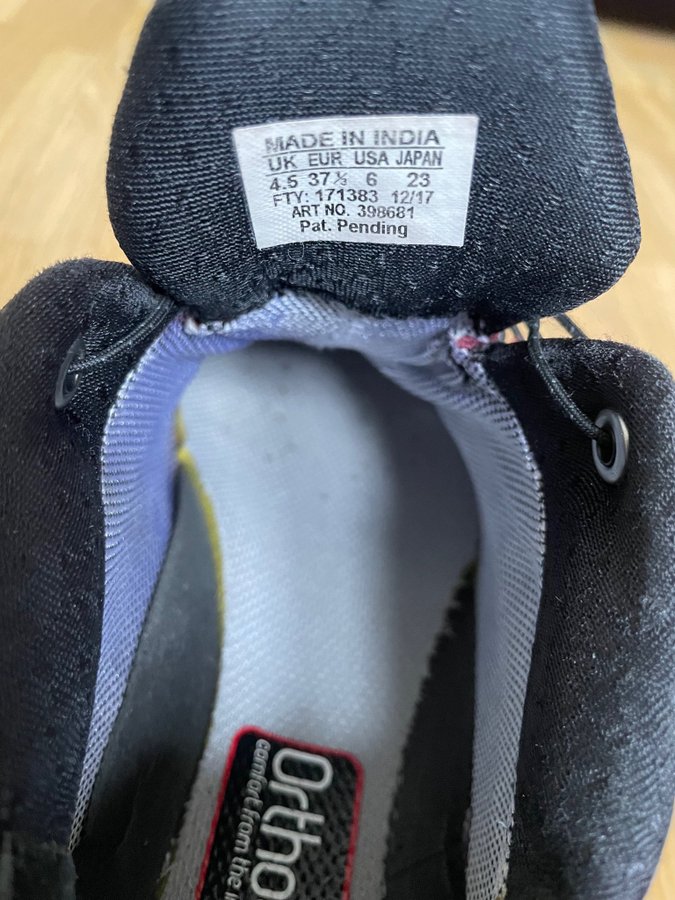 MADE IN INDIA
UK EUR USA JAPAN
4.5 37½ 6 23
FTY: 171383 12/17
ART NO. 398681
Pat. Pending
Ortho
comfort from the